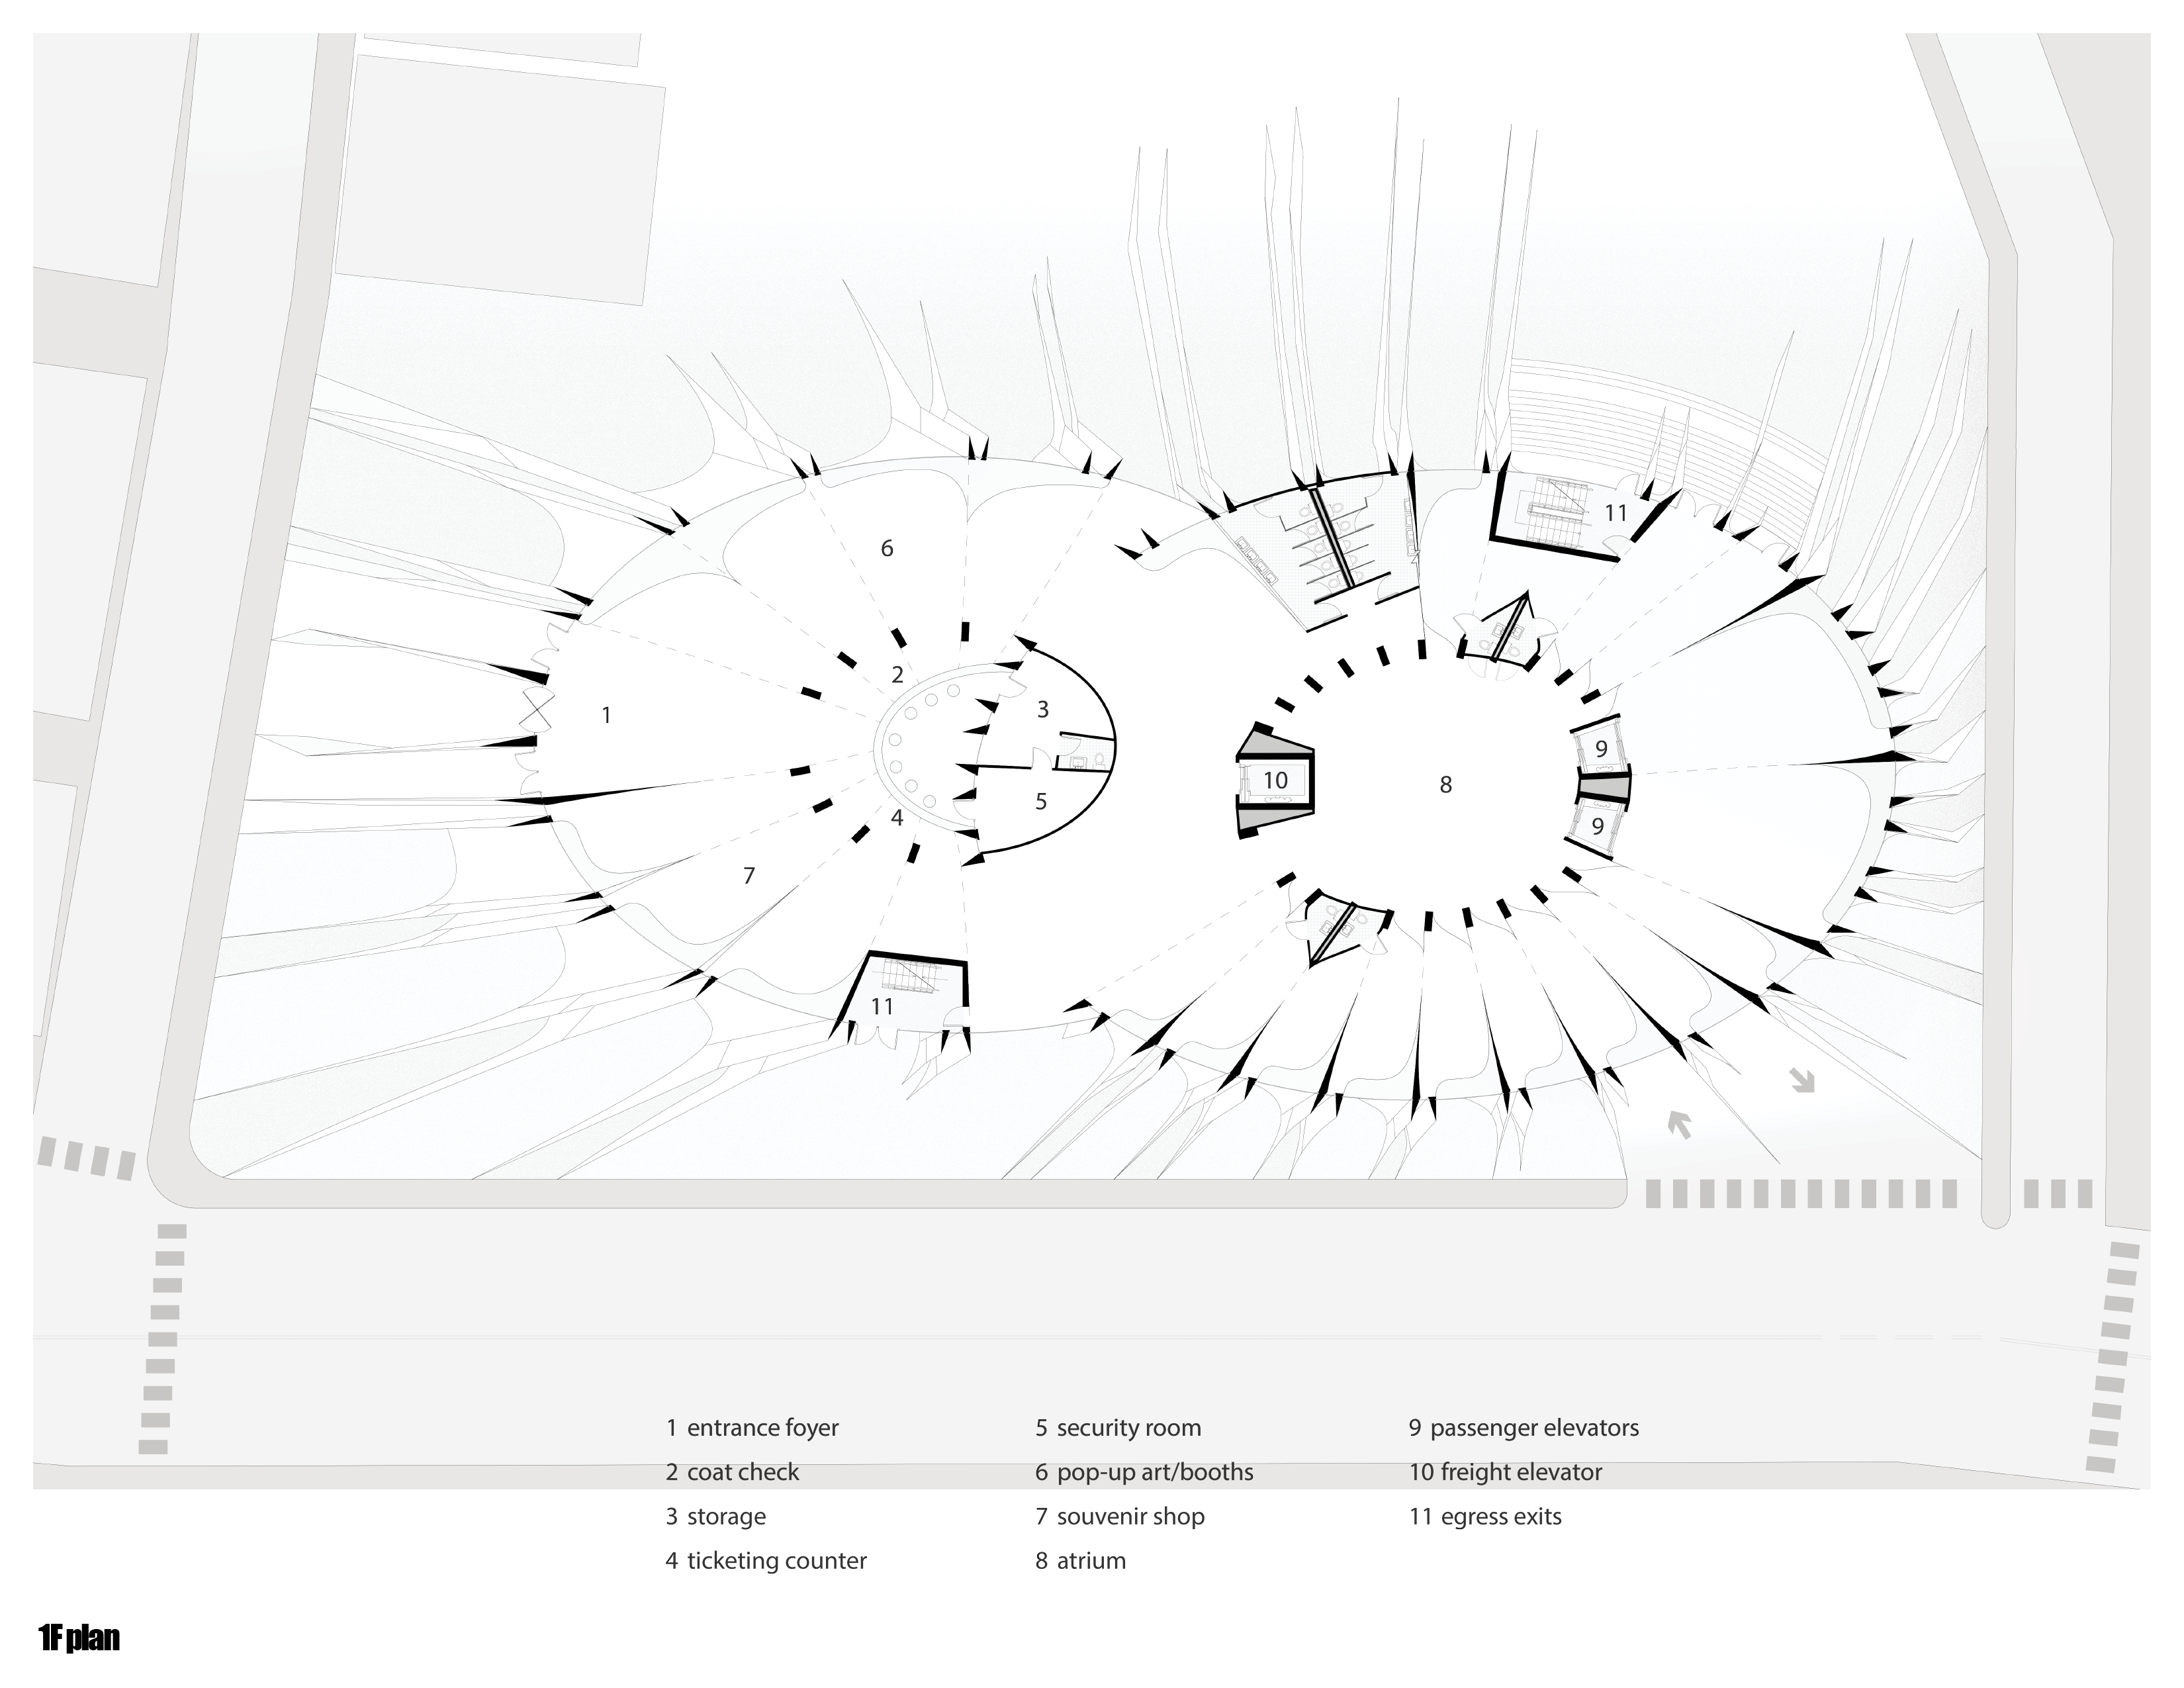 11
6
2
3
1
9
10
8
5
4
9
7
11
1 entrance foyer
2 coat check
3 storage
4 ticketing counter
5 security room
6 pop-up art/booths
7 souvenir shop
8 atrium
9 passenger elevators
10 freight elevator
11 egress exits
1F plan